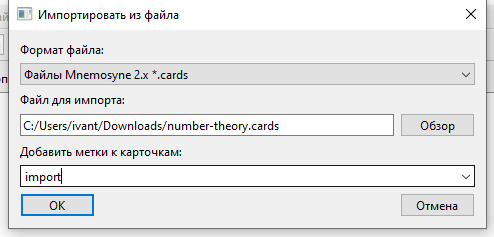 Импортировать из файла
Формат файла:
Файлы Mnemosyne 2.x *.cards
Файл для импорта:
C:/Users/ivant/Downloads/number-theory.cards
Обзор
Добавить метки к карточкам:
import
OK
Отмена